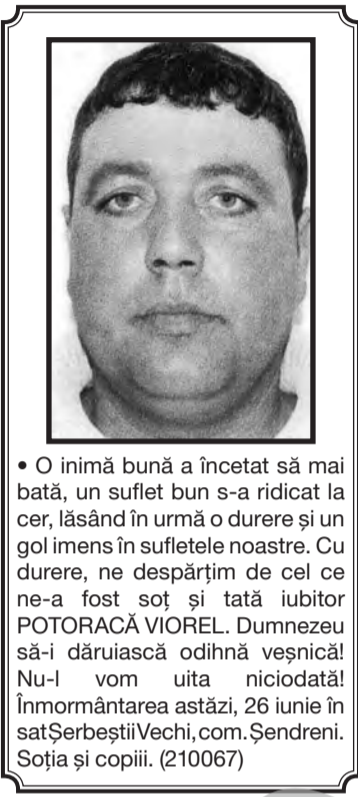 • O inimă bună a încetat să mai
bată, un suflet bun s-a ridicat la
cer, lăsând în urmă o durere și un
gol imens în sufletele noastre. Cu
durere, ne despărțim de cel ce
ne-a fost soț și tată iubitor
POTORACĂ VIOREL. Dumnezeu
să-i dăruiască odihnă veșnică!
Nu-l vom uita niciodată!
Înmormântarea astăzi, 26 iunie în
sat Șerbeștii Vechi, com. Șendreni.
Soția și copiii. (210067)